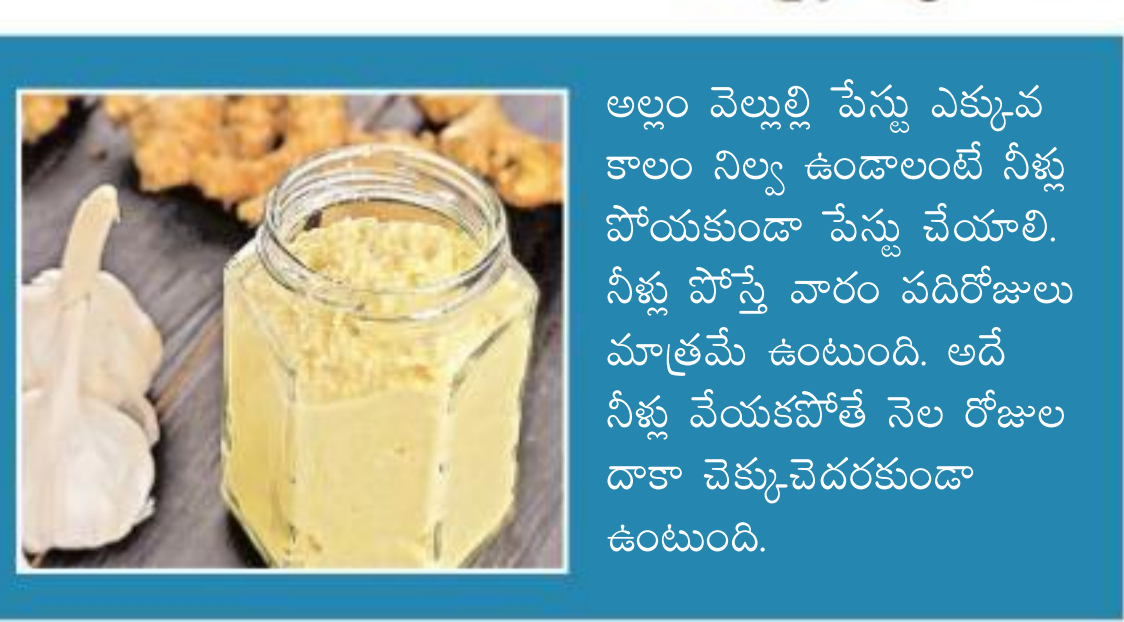 అల్లం వెల్లుల్లి పేస్టు ఎక్కువ
కాలం నిల్వ ఉండాలంటే నీళ్లు
పోయకుండా పేస్టు చేయాలి.
నీళ్లు పోస్తే వారం పదిరోజులు
మాత్రమే ఉంటుంది. అదే
నీళ్లు వేయకపోతే నెల రోజుల
దాకా చెక్కుచెదరకుండా
ఉంటుంది.